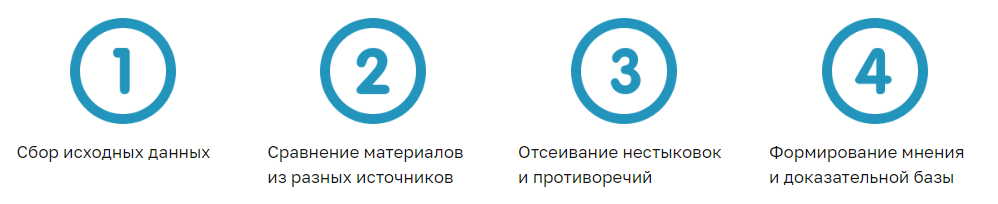 1
2
3
4
Сбор исходных данных
Сравнение материалов
из разных источников
Отсеивание нестыковок
и противоречий
Формирование мнения
и доказательной базы